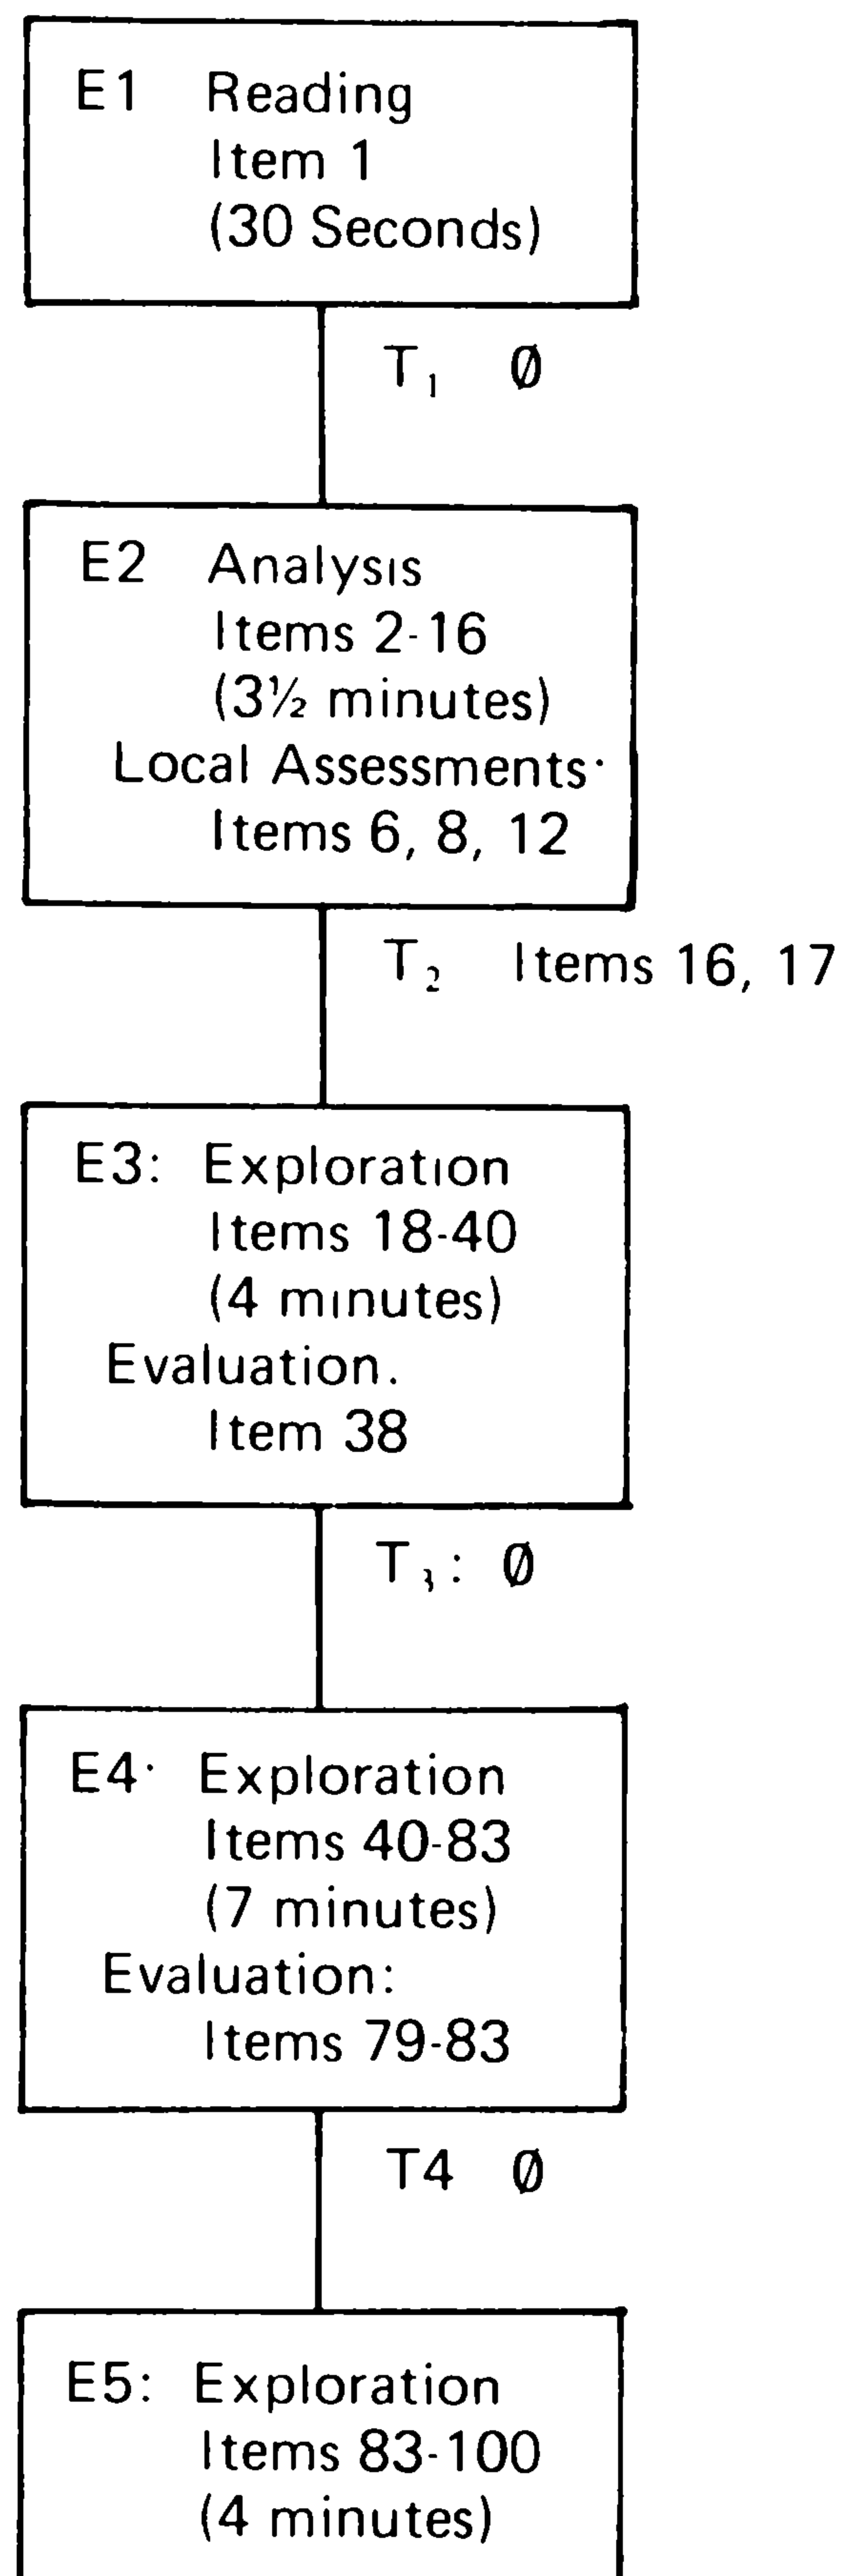 E1 Reading
Item 1
(30 Seconds)
T₁ Ø
E2 Analysis
Items 2-16
(3½ minutes)
Local Assessments·
Items 6, 8, 12
T₂ Items 16, 17
E3: Exploration
Items 18-40
(4 minutes)
Evaluation.
Item 38
T₃: Ø
E4· Exploration
Items 40-83
(7 minutes)
Evaluation:
Items 79-83
T4 Ø
E5: Exploration
Items 83-100
(4 minutes)